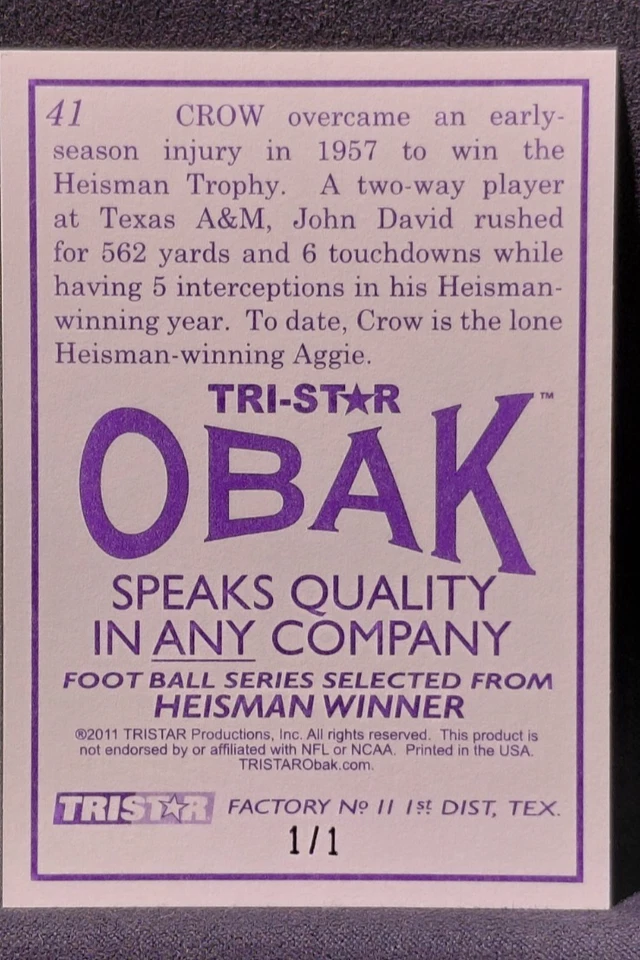 41 CROW overcame an early-
season injury in 1957 to win the
Heisman Trophy. A two-way player
at Texas A&M, John David rushed
for 562 yards and 6 touchdowns while
having 5 interceptions in his Heisman-
winning year. To date, Crow is the lone
Heisman-winning Aggie.
TRI-ST★R
OBAK™
SPEAKS QUALITY
IN ANY COMPANY
FOOT BALL SERIES SELECTED FROM
HEISMAN WINNER
®2011 TRISTAR Productions, Inc. All rights reserved. This product is
not endorsed by or affiliated with NFL or NCAA. Printed in the USA.
TRISTARObak.com.
TRIST★R FACTORY Nº 11 1st DIST, TEX.
1/1